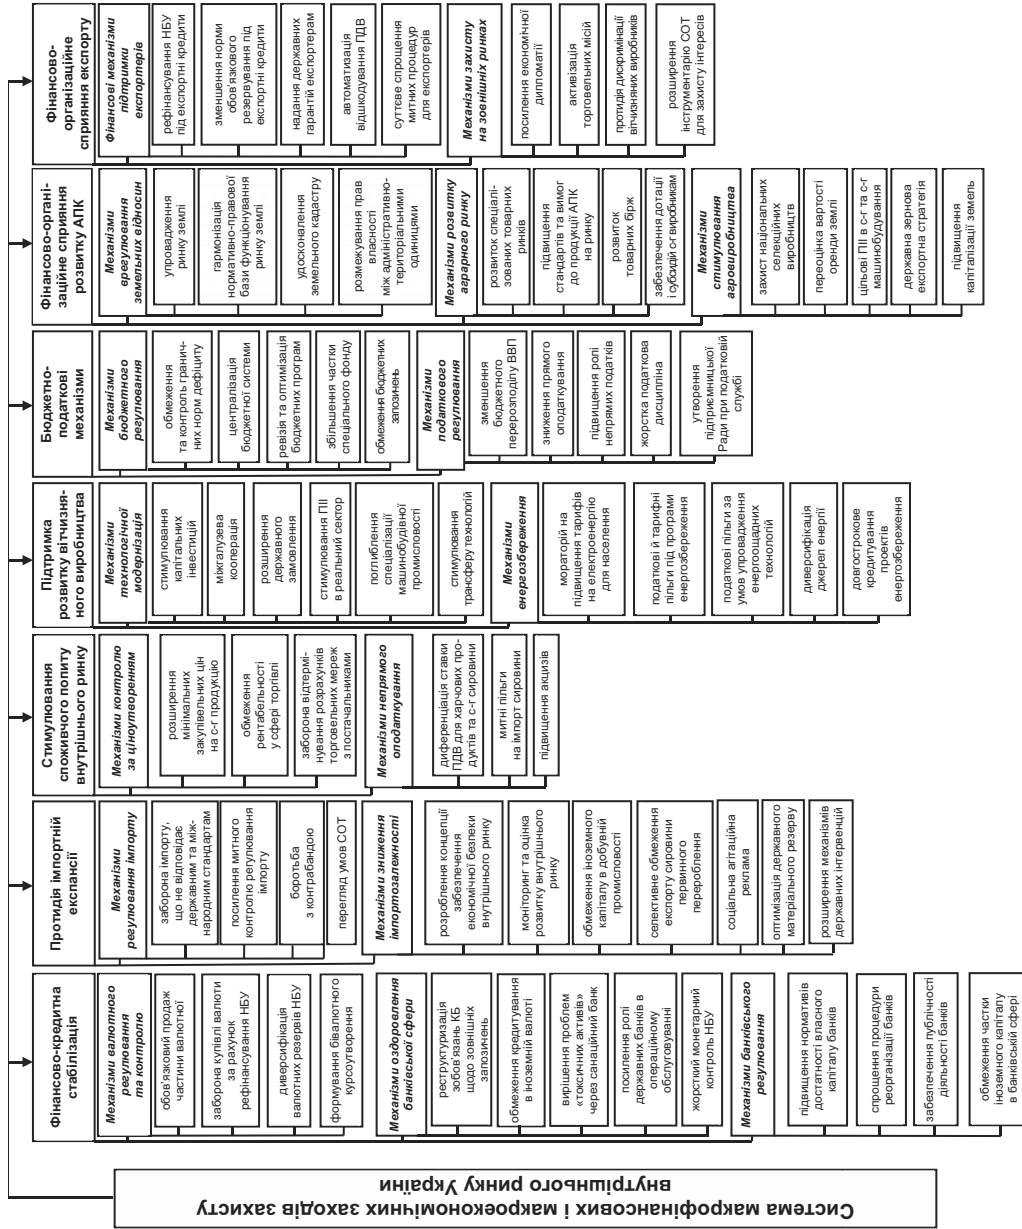 Система макрофінансових і макроекономічних заходів захисту
внутрішнього ринку України
Фінансово-кредитна
стабілізація
Механізми валютного
регулювання
та контролю
обов'язковий продаж
частини валютної
заборона купівлі валюти
за рахунок
рефінансування НБУ
диверсифікація
валютних резервів НБУ
формування бівалютного
курсоутворення
Механізми оздоровлення
банківської сфери
реструктуризація
зобов'язань КБ
щодо зовнішніх
запозичень
обмеження кредитування
в іноземній валюті
вирішення проблем
«токсичних активів»
через санаційний банк
посилення ролі
державних банків в
операційному
обслуговуванні
жорсткий монетарний
контроль НБУ
Механізми банківського
регулювання
підвищення нормативів
достатності власного
капіталу банків
спрощення процедури
реорганізації банків
забезпечення публічності
діяльності банків
обмеження частки
іноземного капіталу
в банківській сфері
Протидія імпортній
експансії
Механізми
регулювання імпорту
заборона імпорту,
що не відповідає
державним та між-
народним стандартам
посилення митного
контролю регулювання
імпорту
боротьба
з контрабандою
перегляд умов СОТ
Механізми зниження
імпортозалежності
розроблення концепції
забезпечення
економічної безпеки
внутрішнього ринку
моніторинг та оцінка
розвитку внутрішнього
ринку
обмеження іноземного
капіталу в добувній
промисловості
селективне обмеження
експорту сировини
первинного
перероблення
соціальна агітаційна
реклама
оптимізація державного
матеріального резерву
розширення механізмів
державних інтервенцій
Стимулювання
споживчого попиту
внутрішнього ринку
Механізми контролю
за ціноутворенням
розширення
мінімальних
закупівельних цін
на с-г продукцію
обмеження
рентабельності
у сфері торгівлі
заборона відтермі-
нування розрахунків
торговельних мереж
з постачальниками
Механізми непрямого
оподаткування
диференціація ставки
ПДВ для харчових про-
дуктів та с-г сировини
митні пільги
на імпорт сировини
підвищення акцизів
Підтримка
розвитку вітчизня-
ного виробництва
Механізми
технологічної
модернізація
стимулювання
капітальних
інвестицій
міжгалузева
кооперація
розширення
державного
замовлення
стимулювання ПІІ
в реальний сектор
поглиблення
спеціалізації
машинобудівної
промисловості
стимулювання
трансферу технологій
Механізми
енергозбереження
мораторій на
підвищення тарифів
на електроенергію
для населення
податкові й тарифні
пільги під програми
енергозбереження
податкові пільги за
умов упровадження
енергоощадних
технологій
диверсифікація
джерел енергії
довгострокове
кредитування
проектів
енергозбереження
Бюджетно-
податкові
механізми
Механізми
бюджетного
регулювання
обмеження
та контроль гранич-
них норм дефіциту
централізація
бюджетної системи
ревізія та оптимізація
бюджетних програм
збільшення частки
спеціального фонду
обмеження бюджетних
запозичень
Механізми
податкового
регулювання
зменшення
бюджетного
перерозподілу ВВП
зниження прямого
оподаткування
підвищення ролі
непрямих податків
жорстка податкова
дисципліна
утворення
підприємницької
Ради при податковій
службі
Фінансово-органі-
заційне сприяння
розвитку АПК
Механізми
врегулювання
земельних відносин
упровадження
ринку землі
гармонізація
нормативно-правової
бази функціонування
ринку землі
удосконалення
земельного кадастру
розмежування прав
власності
між адміністративно-
територіальними
одиницями
Механізми розвитку
аграрного ринку
розвиток спеціалі-
зованих товарних
ринків
підвищення
стандартів та вимог
до продукції АПК
на ринку
розвиток
товарних бірж
забезпечення дотації
і субсидій с-г виробникам
Механізми
стимулювання
агровиробництва
захист національних
селекційних
виробництв
переоцінка вартості
оренди землі
цільові ПІІ в с-г та с-г
машинобудування
державна зернова
експортна стратегія
підвищення
капіталізації земель
Фінансово-
організаційне
сприяння експорту
Фінансові механізми
підтримки
експортерів
рефінансування НБУ
під експортні кредити
зменшення норми
обов'язкового
резервування під
експортні кредити
надання державних
гарантій експортерам
автоматизація
відшкодування ПДВ
суттєве спрощення
митних процедур
для експортерів
Механізми захисту
на зовнішніх ринках
посилення економічної
дипломатії
активізація
торговельних місій
протидія дискримінації
вітчизняних виробників
розширення
інструментарію СОТ
для захисту інтересів